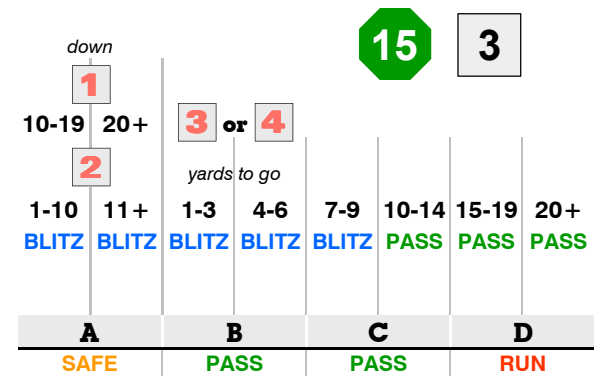 15 3
down
1
10-19 20+ 3 or 4
2 yards to go
1-10 11+ 1-3 4-6 7-9 10-14 15-19 20+
BLITZ BLITZ BLITZ BLITZ BLITZ PASS PASS PASS
A B C D
SAFE PASS PASS RUN